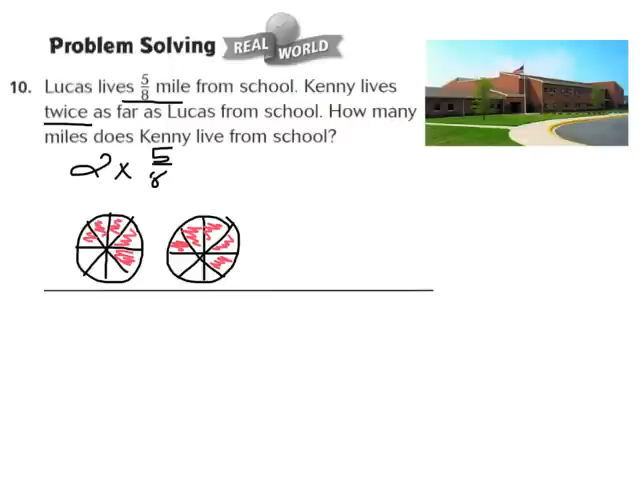 Problem Solving REAL WORLD
10. Lucas lives 5/8 mile from school. Kenny lives
twice as far as Lucas from school. How many
miles does Kenny live from school?
2 x 5/8